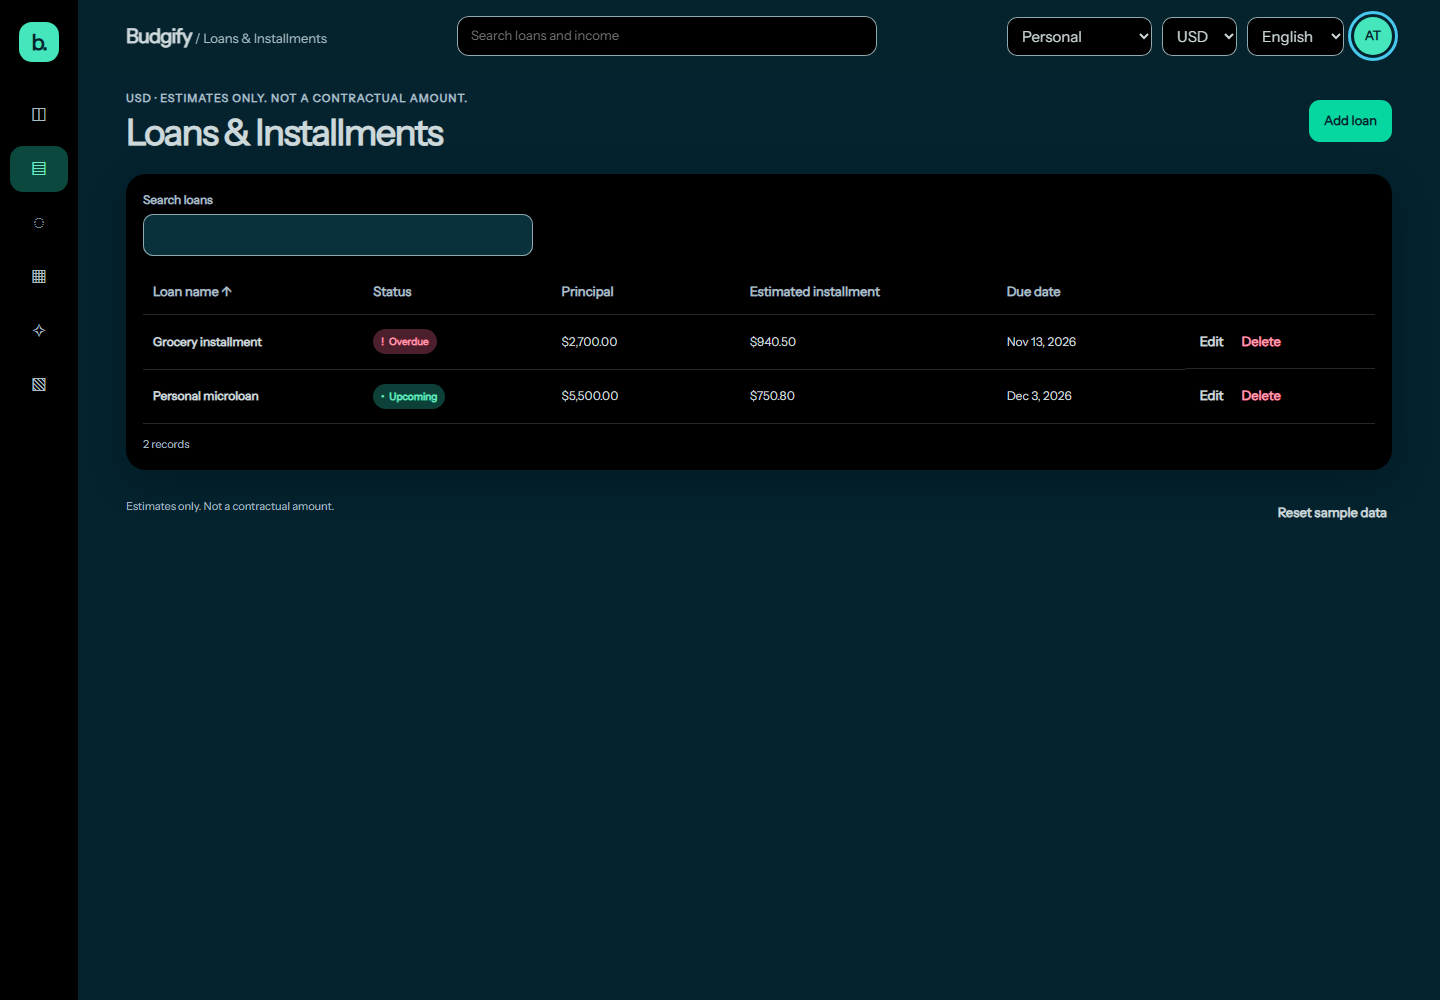 b.
Budgify / Loans & Installments
Search loans and income
Personal
USD
English
AT
USD · ESTIMATES ONLY. NOT A CONTRACTUAL AMOUNT.
Loans & Installments
Add loan
Search loans
Loan name ↑ Status Principal Estimated installment Due date
Grocery installment ! Overdue $2,700.00 $940.50 Nov 13, 2026 Edit Delete
Personal microloan • Upcoming $5,500.00 $750.80 Dec 3, 2026 Edit Delete
2 records
Estimates only. Not a contractual amount.
Reset sample data